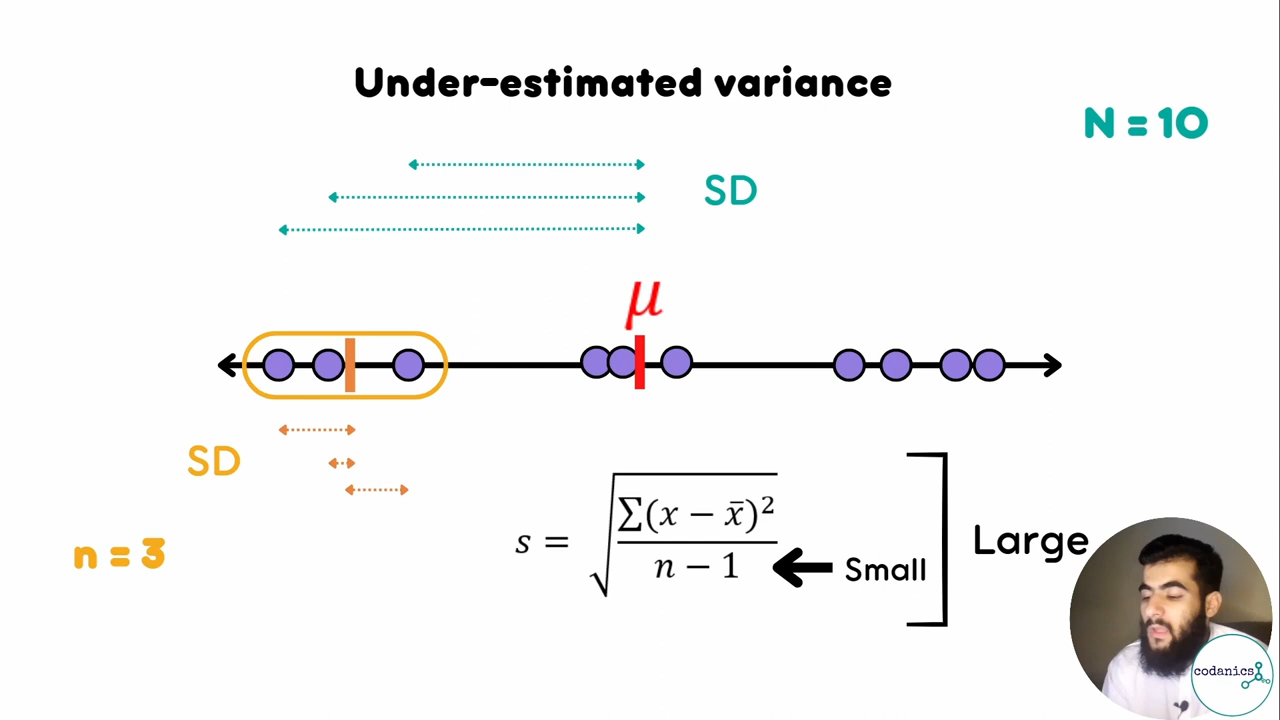 Under-estimated variance
N = 10
SD
μ
SD
n = 3
s = √(∑(x − x̄)² / (n − 1))
Small
Large
codanics